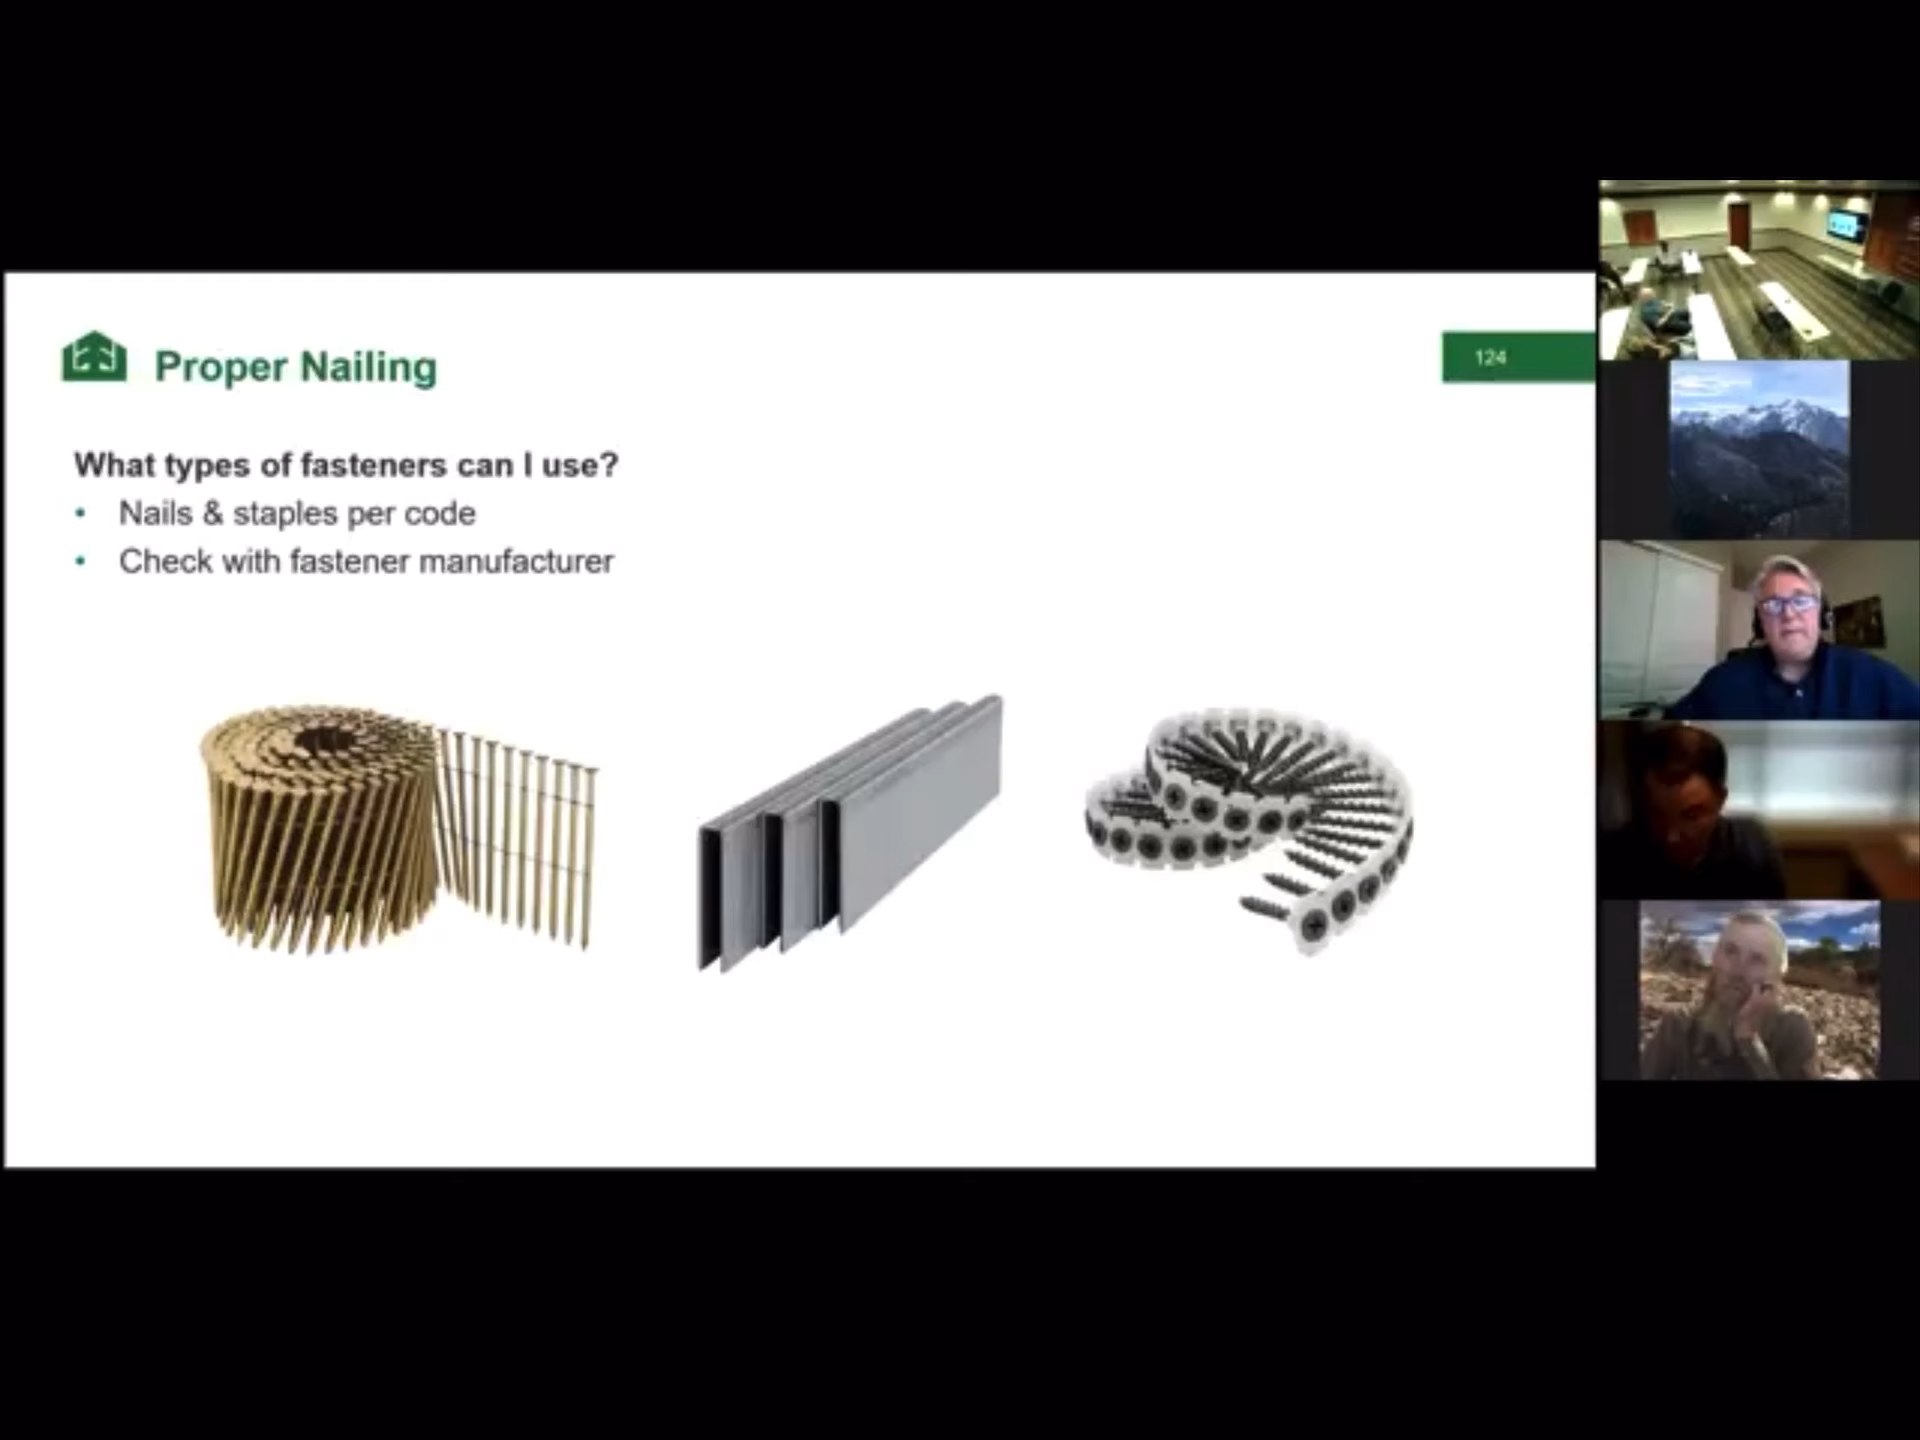 Proper Nailing
124
What types of fasteners can I use?
• Nails & staples per code
• Check with fastener manufacturer